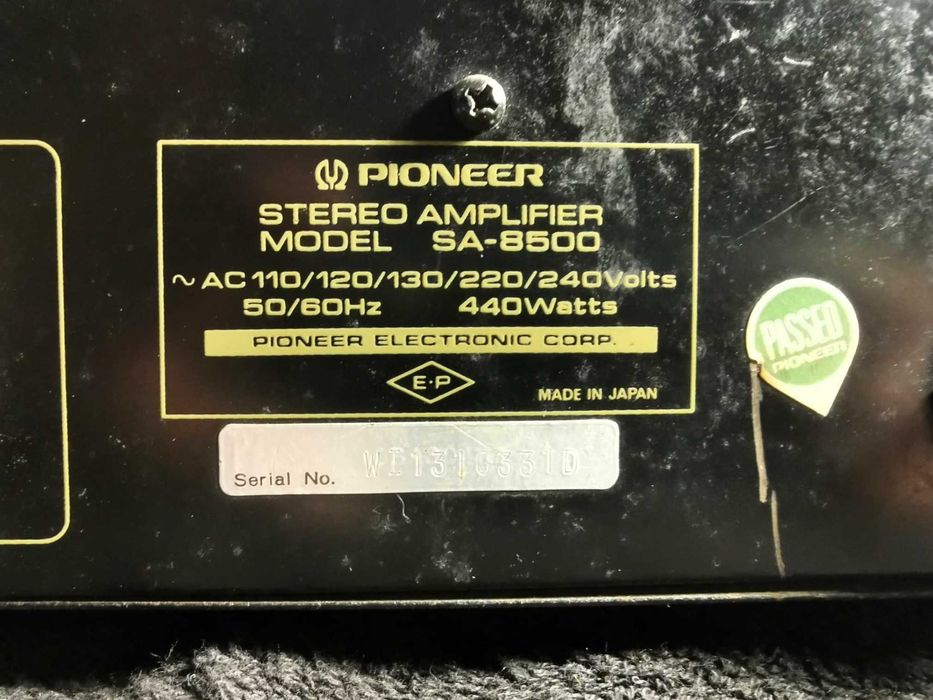 PIONEER
STEREO AMPLIFIER
MODEL SA-8500
~ AC 110/120/130/220/240Volts
50/60Hz 440Watts
PIONEER ELECTRONIC CORP.
E·P
MADE IN JAPAN
Serial No.
PASSED
PIONEER